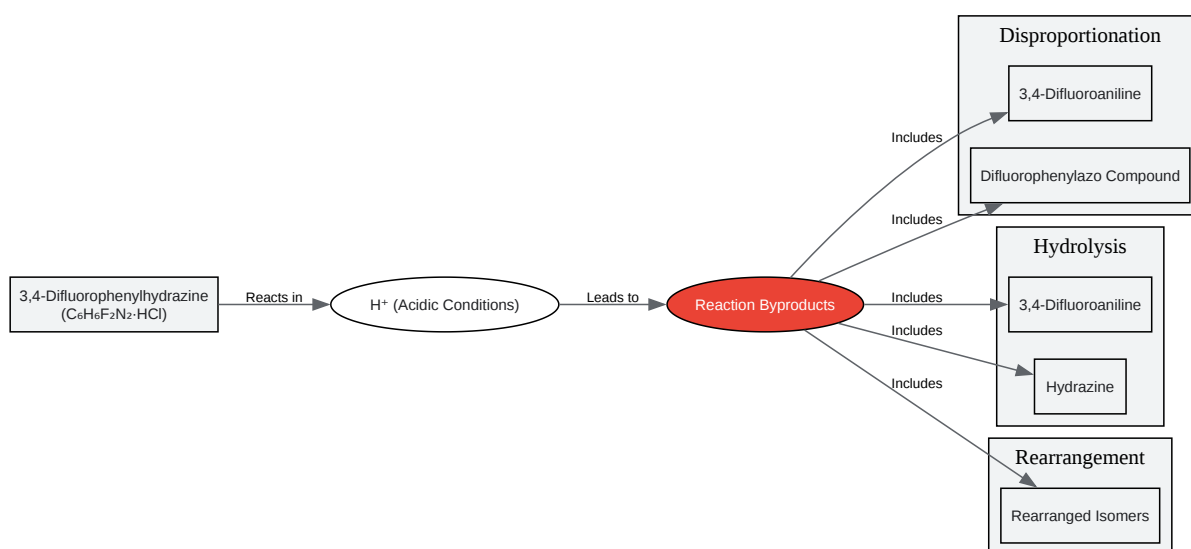 3,4-Difluorophenylhydrazine
(C₆H₆F₂N₂·HCl)
Reacts in
H⁺ (Acidic Conditions)
Leads to
Reaction Byproducts
Includes
Includes
Includes
Includes
Includes
Disproportionation
3,4-Difluoroaniline
Difluorophenylazo Compound
Hydrolysis
3,4-Difluoroaniline
Hydrazine
Rearrangement
Rearranged Isomers